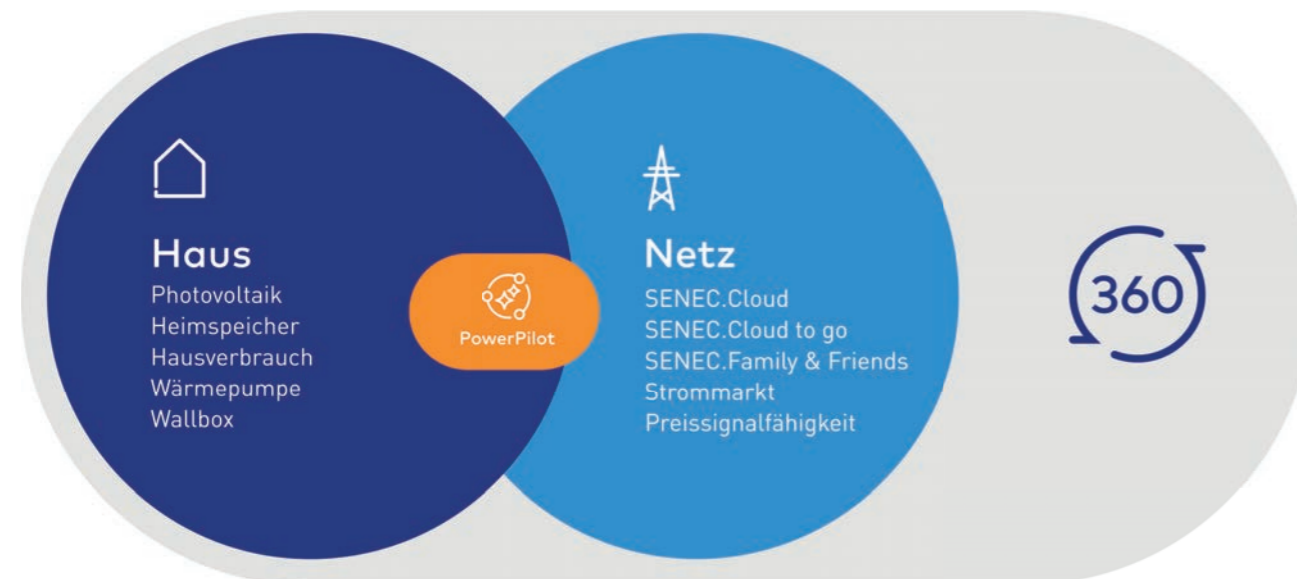 Haus
Photovoltaik
Heimspeicher
Hausverbrauch
Wärmepumpe
Wallbox
PowerPilot
Netz
SENEC.Cloud
SENEC.Cloud to go
SENEC.Family & Friends
Strommarkt
Preissignalfähigkeit
360